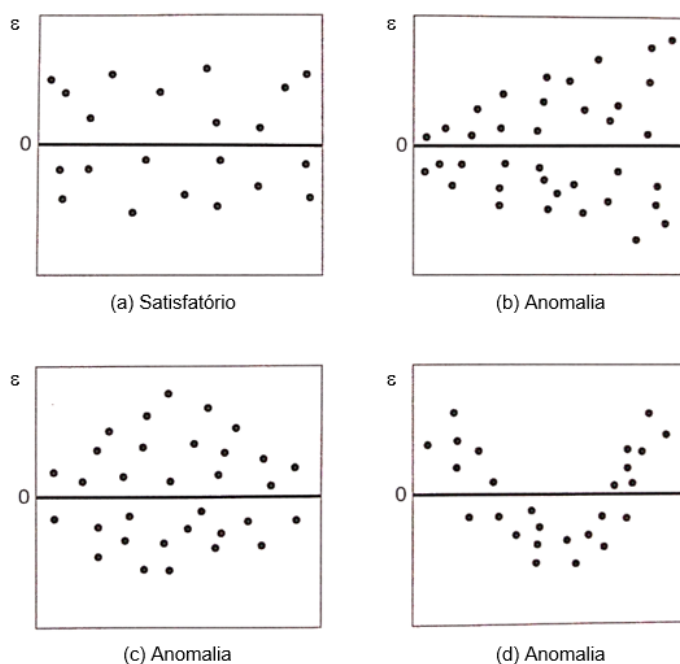 ε
0
(a) Satisfatório
ε
0
(b) Anomalia
ε
0
(c) Anomalia
ε
0
(d) Anomalia